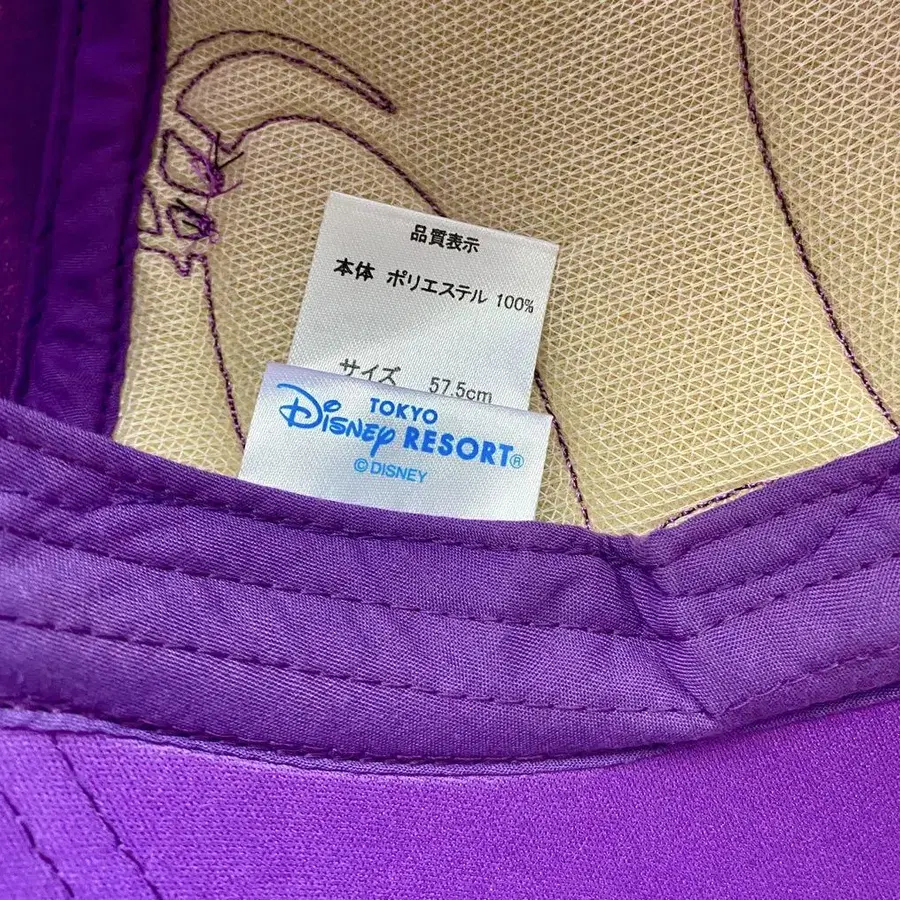 品質表示
本体 ポリエステル 100%
サイズ 57.5cm
TOKYO
Disney RESORT®
© DISNEY